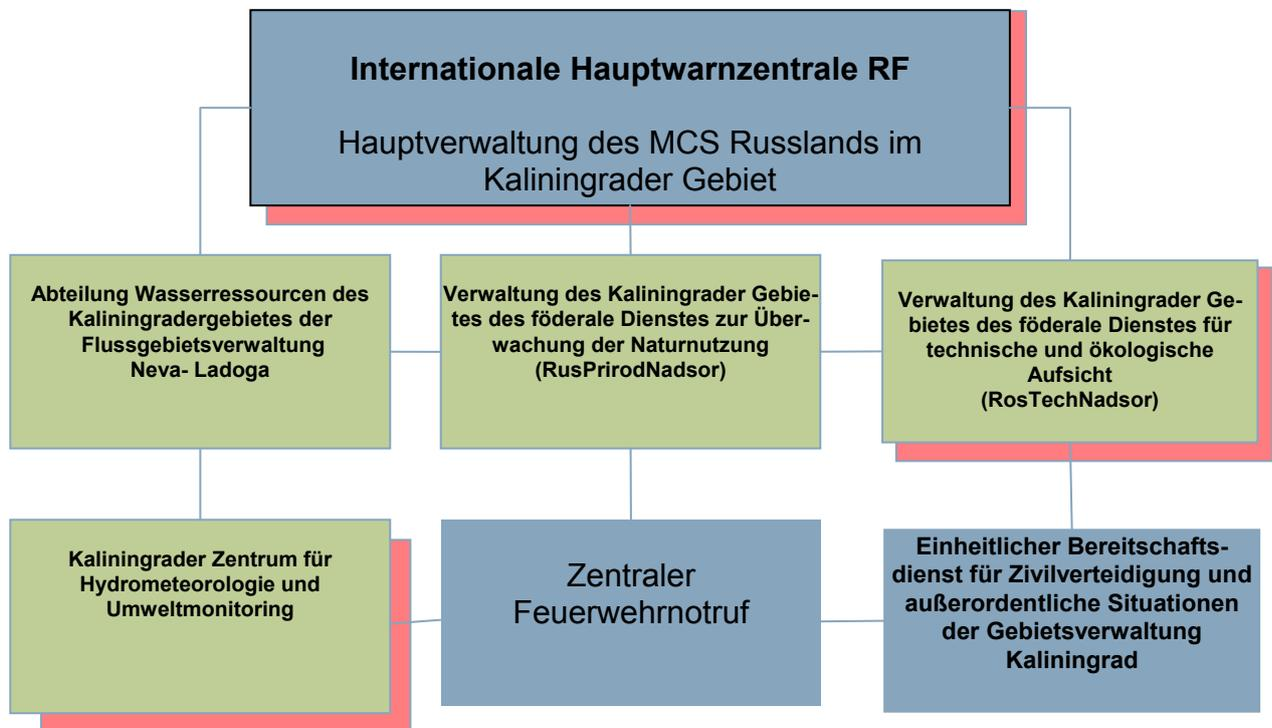 Internationale Hauptwarnzentrale RF
Hauptverwaltung des MCS Russlands im
Kaliningrader Gebiet
Abteilung Wasserressourcen des
Kaliningradergebietes der
Flussgebietsverwaltung
Neva- Ladoga
Verwaltung des Kaliningrader Gebie-
tes des föderale Dienstes zur Über-
wachung der Naturnutzung
(RusPrirodNadsor)
Verwaltung des Kaliningrader Ge-
bietes des föderale Dienstes für
technische und ökologische
Aufsicht
(RosTechNadsor)
Kaliningrader Zentrum für
Hydrometeorologie und
Umweltmonitoring
Zentraler
Feuerwehrnotruf
Einheitlicher Bereitschafts-
dienst für Zivilverteidigung und
außerordentliche Situationen
der Gebietsverwaltung
Kaliningrad